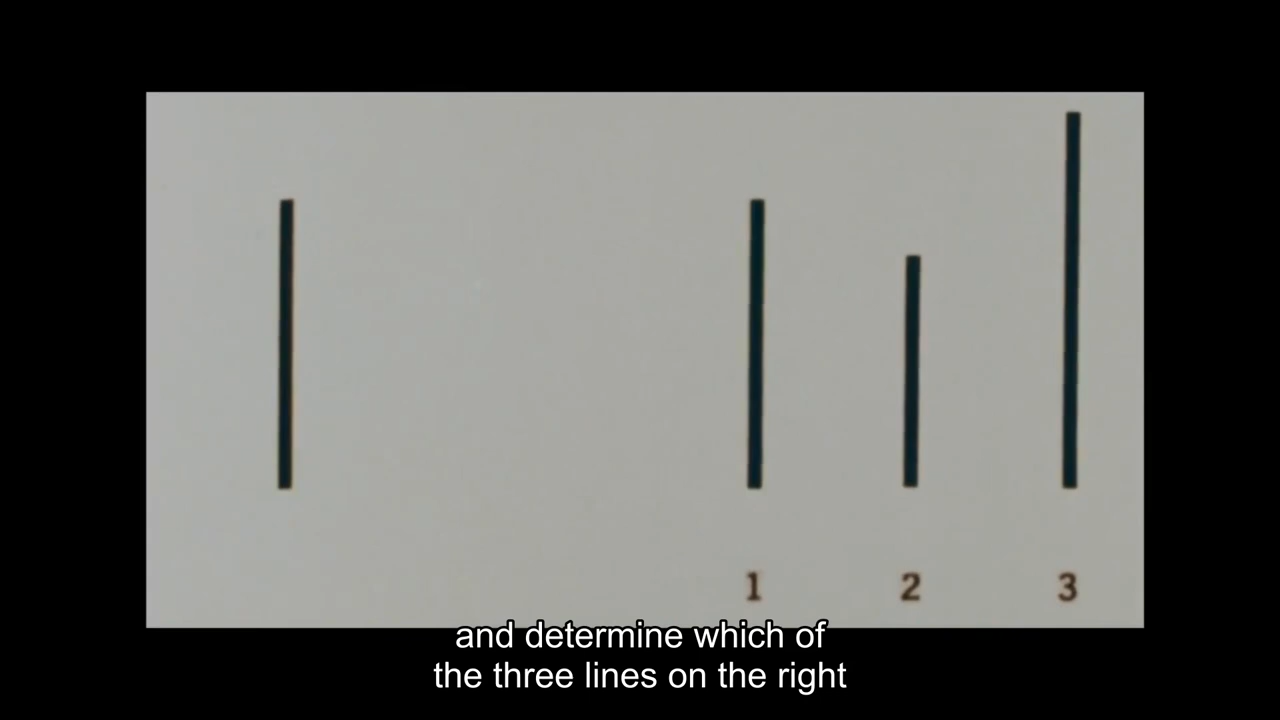 1 2 3
and determine which of
the three lines on the right